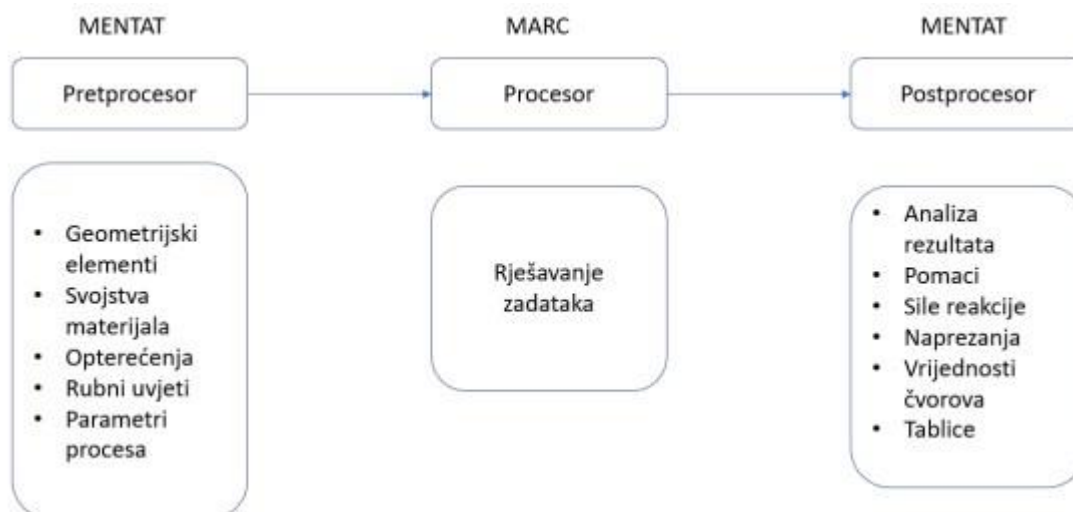 MENTAT
MARC
MENTAT
Pretprocesor
Procesor
Postprocesor
• Geometrijski
elementi
• Svojstva
materijala
• Opterećenja
• Rubni uvjeti
• Parametri
procesa
Rješavanje
zadataka
• Analiza
rezultata
• Pomaci
• Sile reakcije
• Naprezanja
• Vrijednosti
čvorova
• Tablice